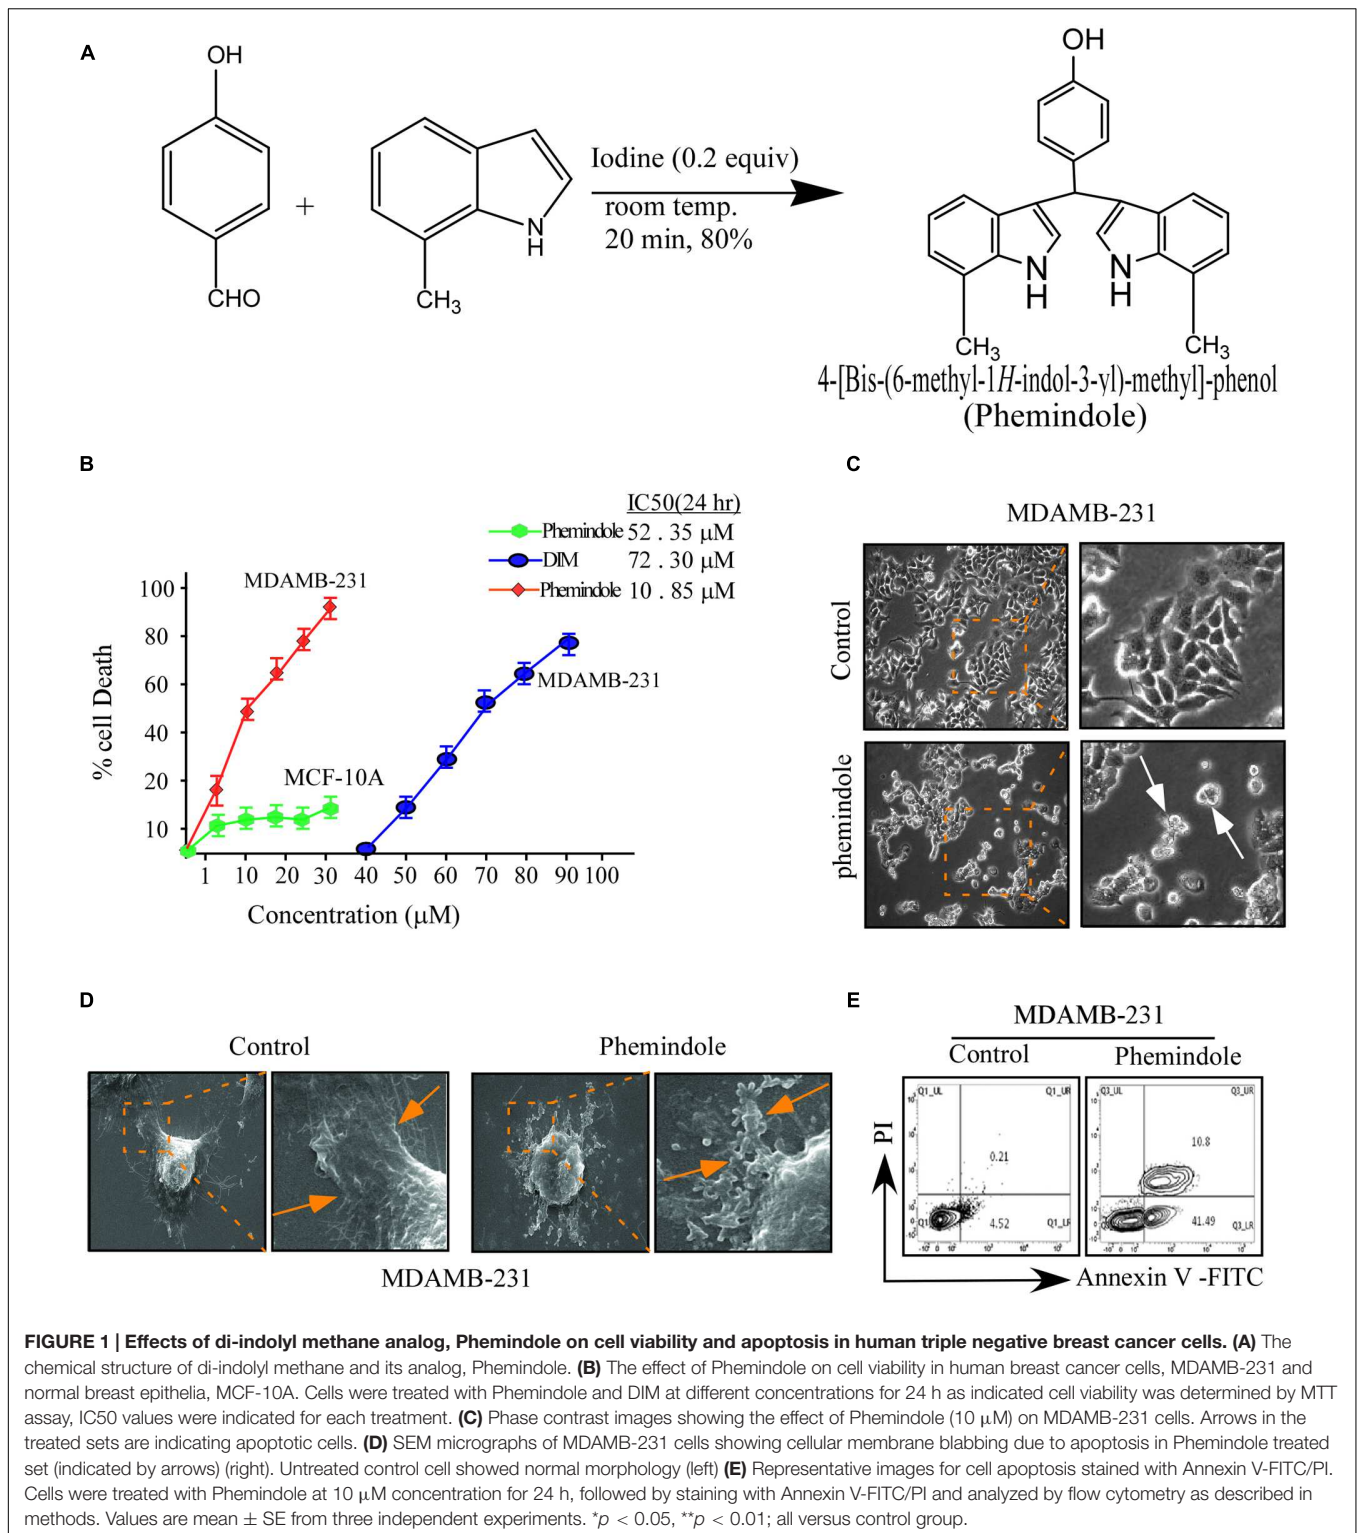 A
OH
CHO
+
N
H
CH3
Iodine (0.2 equiv)
room temp.
20 min, 80%
OH
N
H
N
H
CH3
CH3
4-[Bis-(6-methyl-1H-indol-3-yl)-methyl]-phenol
(Phemindole)
B
IC50(24 hr)
Phemindole 52 . 35 μM
DIM 72 . 30 μM
Phemindole 10 . 85 μM
MDAMB-231
MDAMB-231
MCF-10A
% cell Death
100
80
60
40
20
10
1 10 20 30 40 50 60 70 80 90 100
Concentration (μM)
C
MDAMB-231
Control
phemindole
D
Control Phemindole
MDAMB-231
E
MDAMB-231
Control Phemindole
Q1_UL Q1_UR
0.21
4.52
Q1_LR
Q3_UL Q3_UR
10.8
41.49
Q3_LR
PI
Annexin V -FITC
FIGURE 1 | Effects of di-indolyl methane analog, Phemindole on cell viability and apoptosis in human triple negative breast cancer cells. (A) The
chemical structure of di-indolyl methane and its analog, Phemindole. (B) The effect of Phemindole on cell viability in human breast cancer cells, MDAMB-231 and
normal breast epithelia, MCF-10A. Cells were treated with Phemindole and DIM at different concentrations for 24 h as indicated cell viability was determined by MTT
assay, IC50 values were indicated for each treatment. (C) Phase contrast images showing the effect of Phemindole (10 μM) on MDAMB-231 cells. Arrows in the
treated sets are indicating apoptotic cells. (D) SEM micrographs of MDAMB-231 cells showing cellular membrane blabbing due to apoptosis in Phemindole treated
set (indicated by arrows) (right). Untreated control cell showed normal morphology (left) (E) Representative images for cell apoptosis stained with Annexin V-FITC/PI.
Cells were treated with Phemindole at 10 μM concentration for 24 h, followed by staining with Annexin V-FITC/PI and analyzed by flow cytometry as described in
methods. Values are mean ± SE from three independent experiments. *p < 0.05, **p < 0.01; all versus control group.